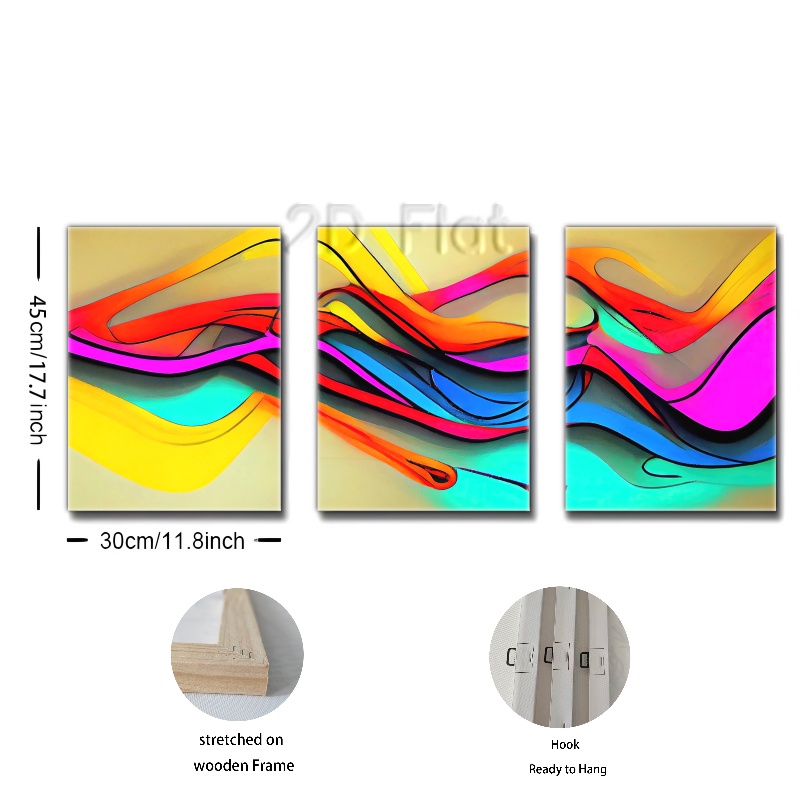 2D Flat
45cm/17.7inch
30cm/11.8inch
stretched on
wooden Frame
Hook
Ready to Hang